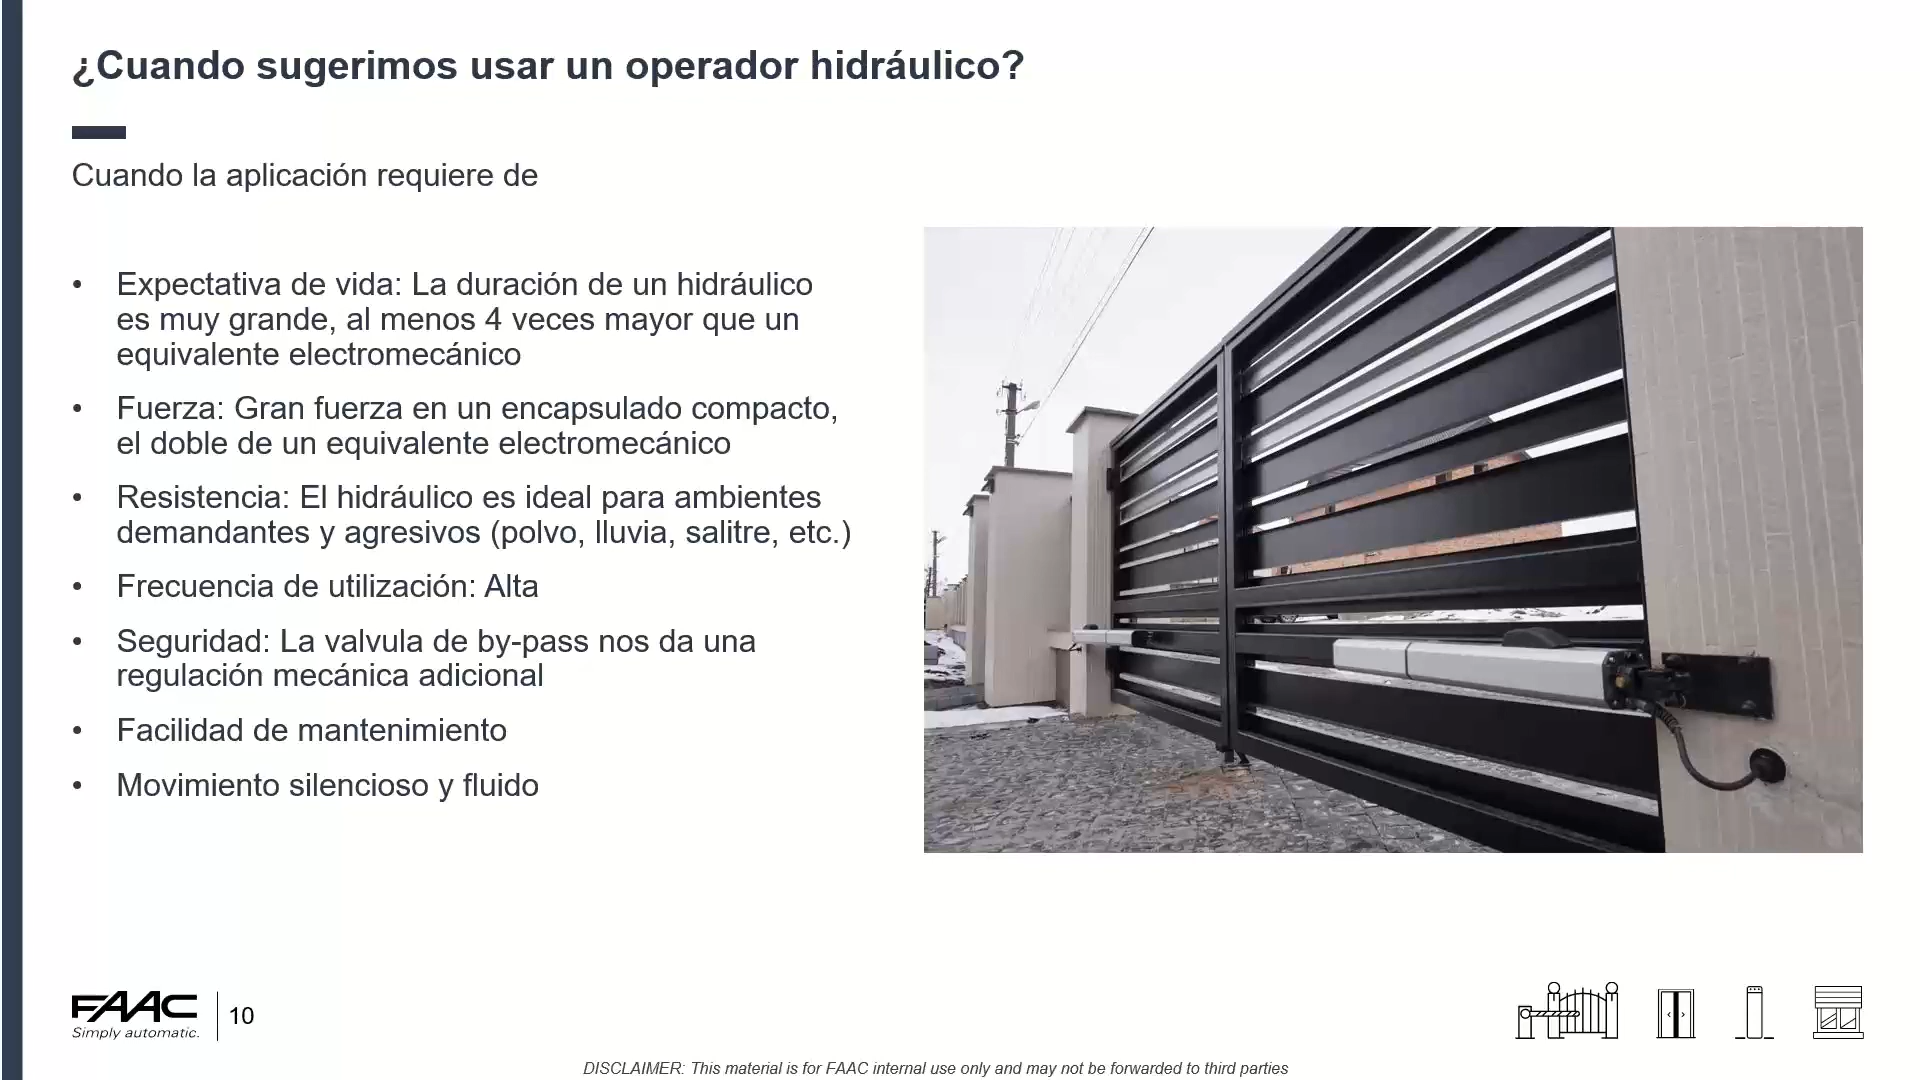 ¿Cuando sugerimos usar un operador hidráulico?
Cuando la aplicación requiere de
• Expectativa de vida: La duración de un hidráulico
es muy grande, al menos 4 veces mayor que un
equivalente electromecánico
• Fuerza: Gran fuerza en un encapsulado compacto,
el doble de un equivalente electromecánico
• Resistencia: El hidráulico es ideal para ambientes
demandantes y agresivos (polvo, lluvia, salitre, etc.)
• Frecuencia de utilización: Alta
• Seguridad: La valvula de by-pass nos da una
regulación mecánica adicional
• Facilidad de mantenimiento
• Movimiento silencioso y fluido
FAAC
Simply automatic.
10
DISCLAIMER: This material is for FAAC internal use only and may not be forwarded to third parties